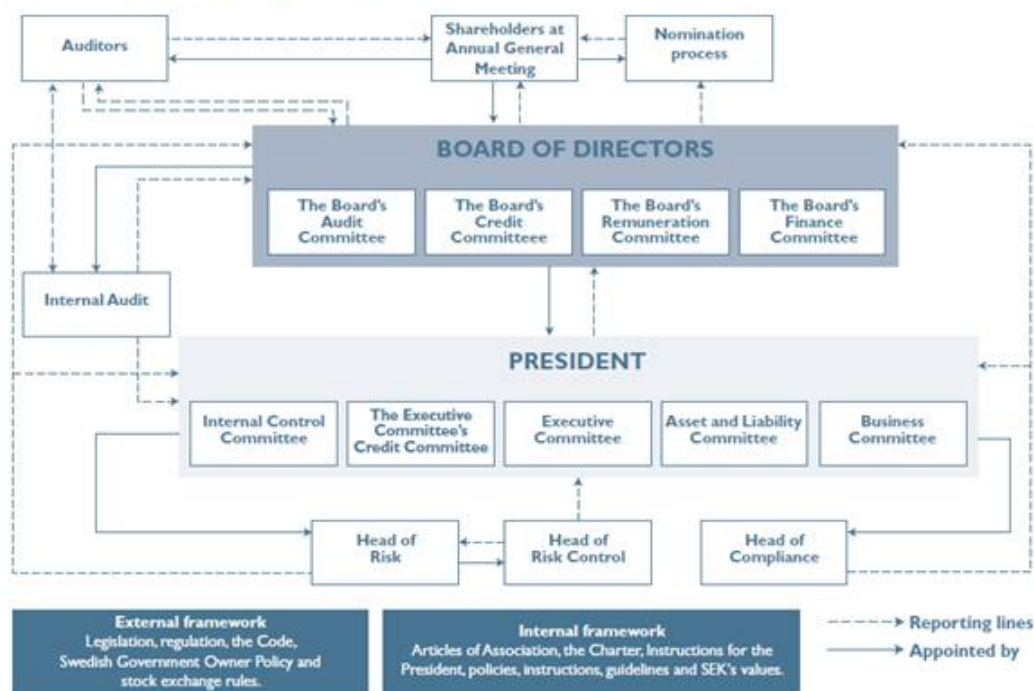 Auditors
Shareholders at
Annual General
Meeting
Nomination
process
BOARD OF DIRECTORS
The Board's
Audit
Committee
The Board's
Credit
Committeee
The Board's
Remuneration
Committee
The Board's
Finance
Committee
Internal Audit
PRESIDENT
Internal Control
Committee
The Executive
Committee's
Credit Committee
Executive
Committee
Asset and Liability
Committee
Business
Committee
Head of
Risk
Head of
Risk Control
Head of
Compliance
External framework
Legislation, regulation, the Code,
Swedish Government Owner Policy and
stock exchange rules.
Internal framework
Articles of Association, the Charter, Instructions for the
President, policies, instructions, guidelines and SEK's values.
Reporting lines
Appointed by